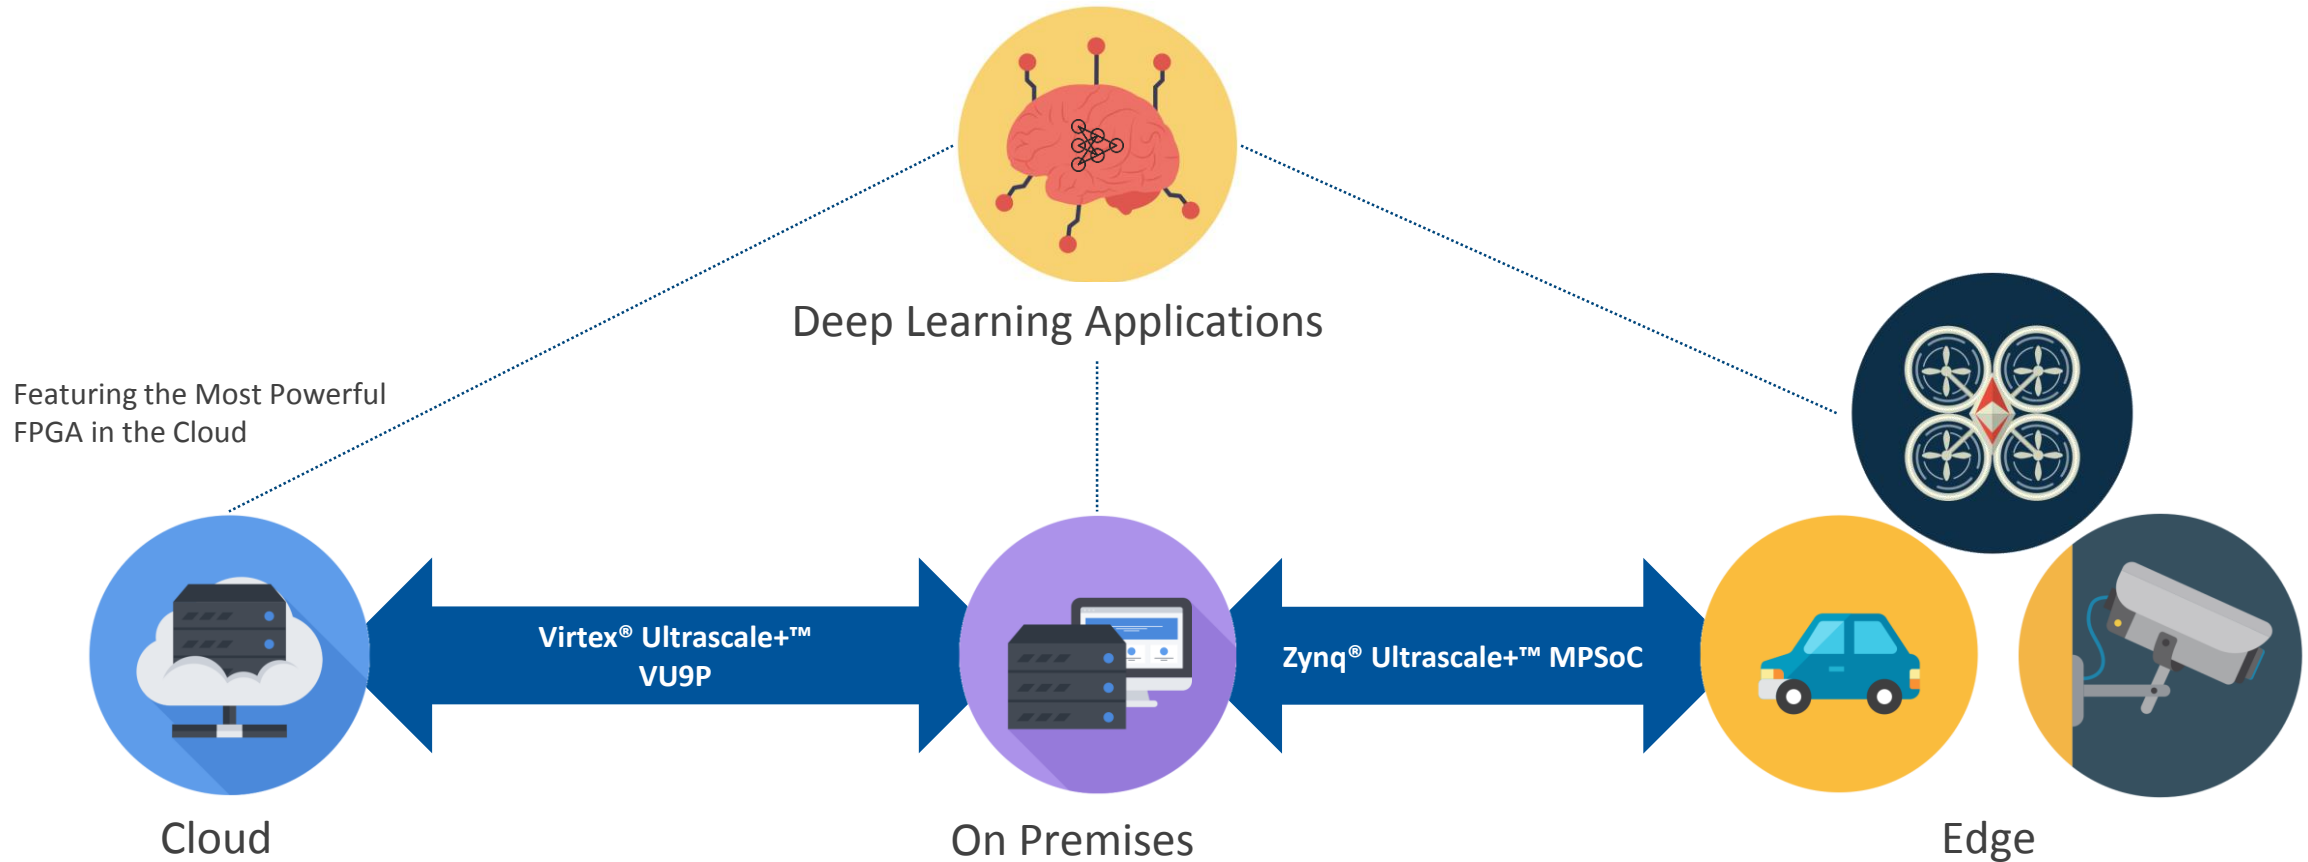 Deep Learning Applications
Featuring the Most Powerful
FPGA in the Cloud
Virtex® Ultrascale+™
VU9P
Zynq® Ultrascale+™ MPSoC
Cloud
On Premises
Edge